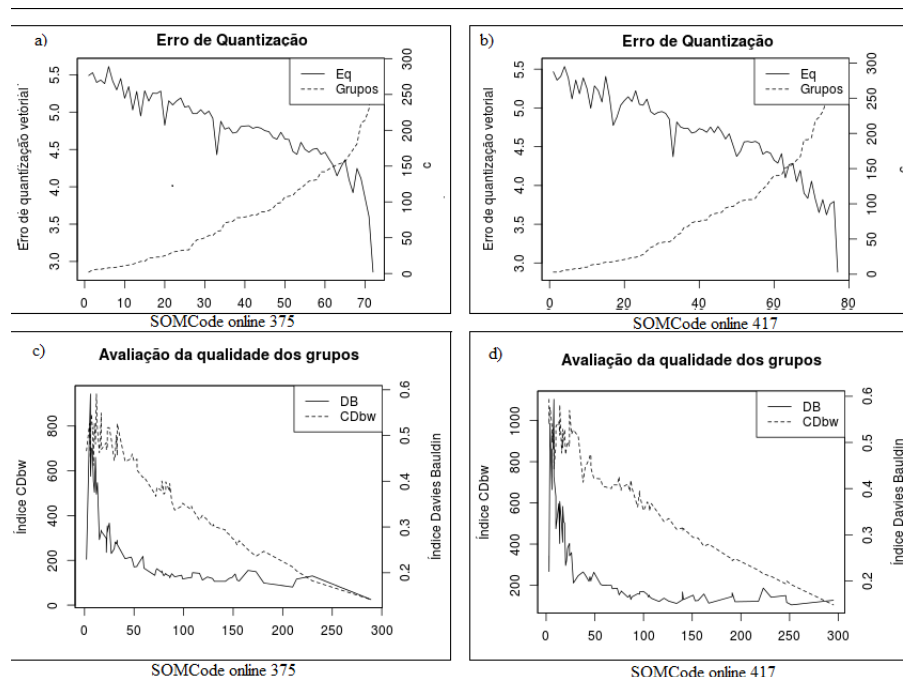 a)
Erro de Quantização
Eq
Grupos
Erro de quantização vetorial
5.5
5.0
4.5
4.0
3.5
3.0
300
250
200
150
100
50
0
c
0 10 20 30 40 50 60 70
SOMCode online 375
b)
Erro de Quantização
Eq
Grupos
Erro de quantização vetorial
5.5
5.0
4.5
4.0
3.5
3.0
300
250
200
150
100
50
0
c
0 20 40 60 80
SOMCode online 417
c)
Avaliação da qualidade dos grupos
DB
CDbw
Índice CDbw
800
600
400
200
0
0.6
0.5
0.4
0.3
0.2
Índice Davies Bauldin
0 50 100 150 200 250 300
SOMCode online 375
d)
Avaliação da qualidade dos grupos
DB
CDbw
Índice CDbw
1000
800
600
400
200
0.6
0.5
0.4
0.3
0.2
Índice Davies Bauldin
0 50 100 150 200 250 300
SOMCode online 417